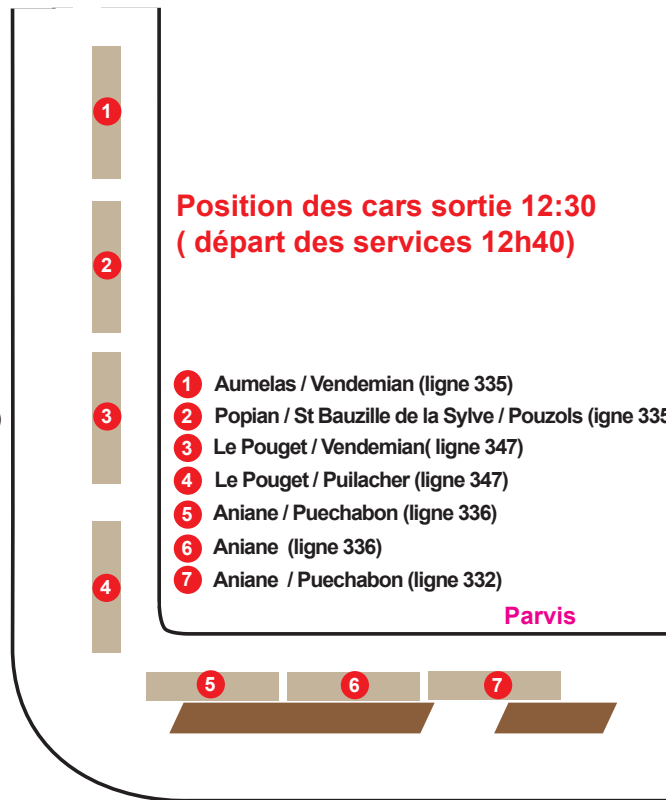 Position des cars sortie 12:30
( départ des services 12h40)
1 Aumelas / Vendemian (ligne 335)
2 Popian / St Bauzille de la Sylve / Pouzols (igne 335
3 Le Pouget / Vendemian( ligne 347)
4 Le Pouget / Puilacher (ligne 347)
5 Aniane / Puechabon (ligne 336)
6 Aniane (ligne 336)
7 Aniane / Puechabon (ligne 332)
Parvis
1
2
3
4
5 6 7